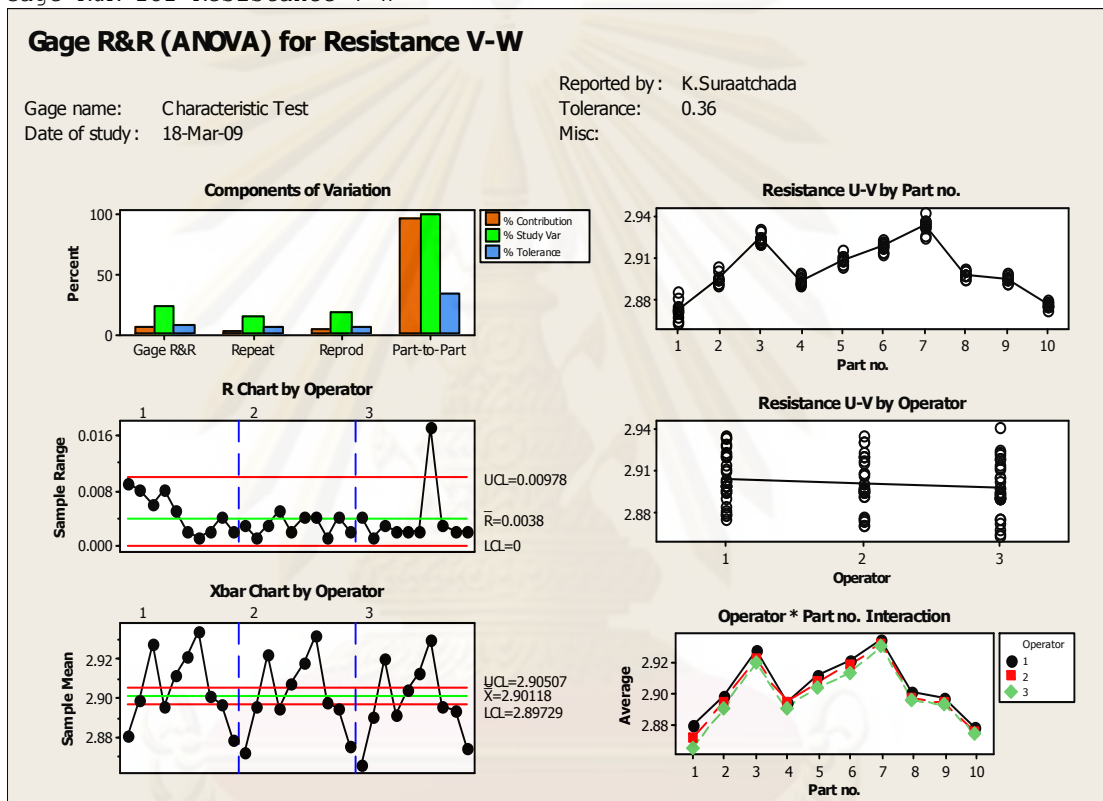 Gage R&R (ANOVA) for Resistance V-W
Gage name: Characteristic Test
Date of study: 18-Mar-09
Reported by: K.Suraatchada
Tolerance: 0.36
Misc:
Components of Variation
Percent
100
50
0
Gage R&R Repeat Reprod Part-to-Part
% Contribution
% Study Var
% Tolerance
R Chart by Operator
1 2 3
Sample Range
0.016
0.008
0.000
UCL=0.00978
R=0.0038
LCL=0
Xbar Chart by Operator
1 2 3
Sample Mean
2.92
2.90
2.88
UCL=2.90507
X=2.90118
LCL=2.89729
Resistance U-V by Part no.
2.94
2.91
2.88
1 2 3 4 5 6 7 8 9 10
Part no.
Resistance U-V by Operator
2.94
2.91
2.88
1 2 3
Operator
Operator * Part no. Interaction
Average
2.92
2.90
2.88
1 2 3 4 5 6 7 8 9 10
Part no.
Operator
1
2
3